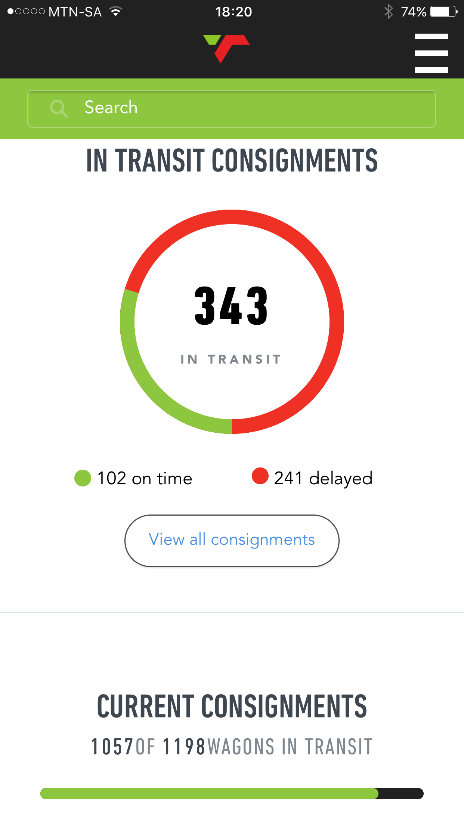 MTN-SA 18:20 74%
Search
IN TRANSIT CONSIGNMENTS
343
IN TRANSIT
102 on time 241 delayed
View all consignments
CURRENT CONSIGNMENTS
1057OF 1198WAGONS IN TRANSIT